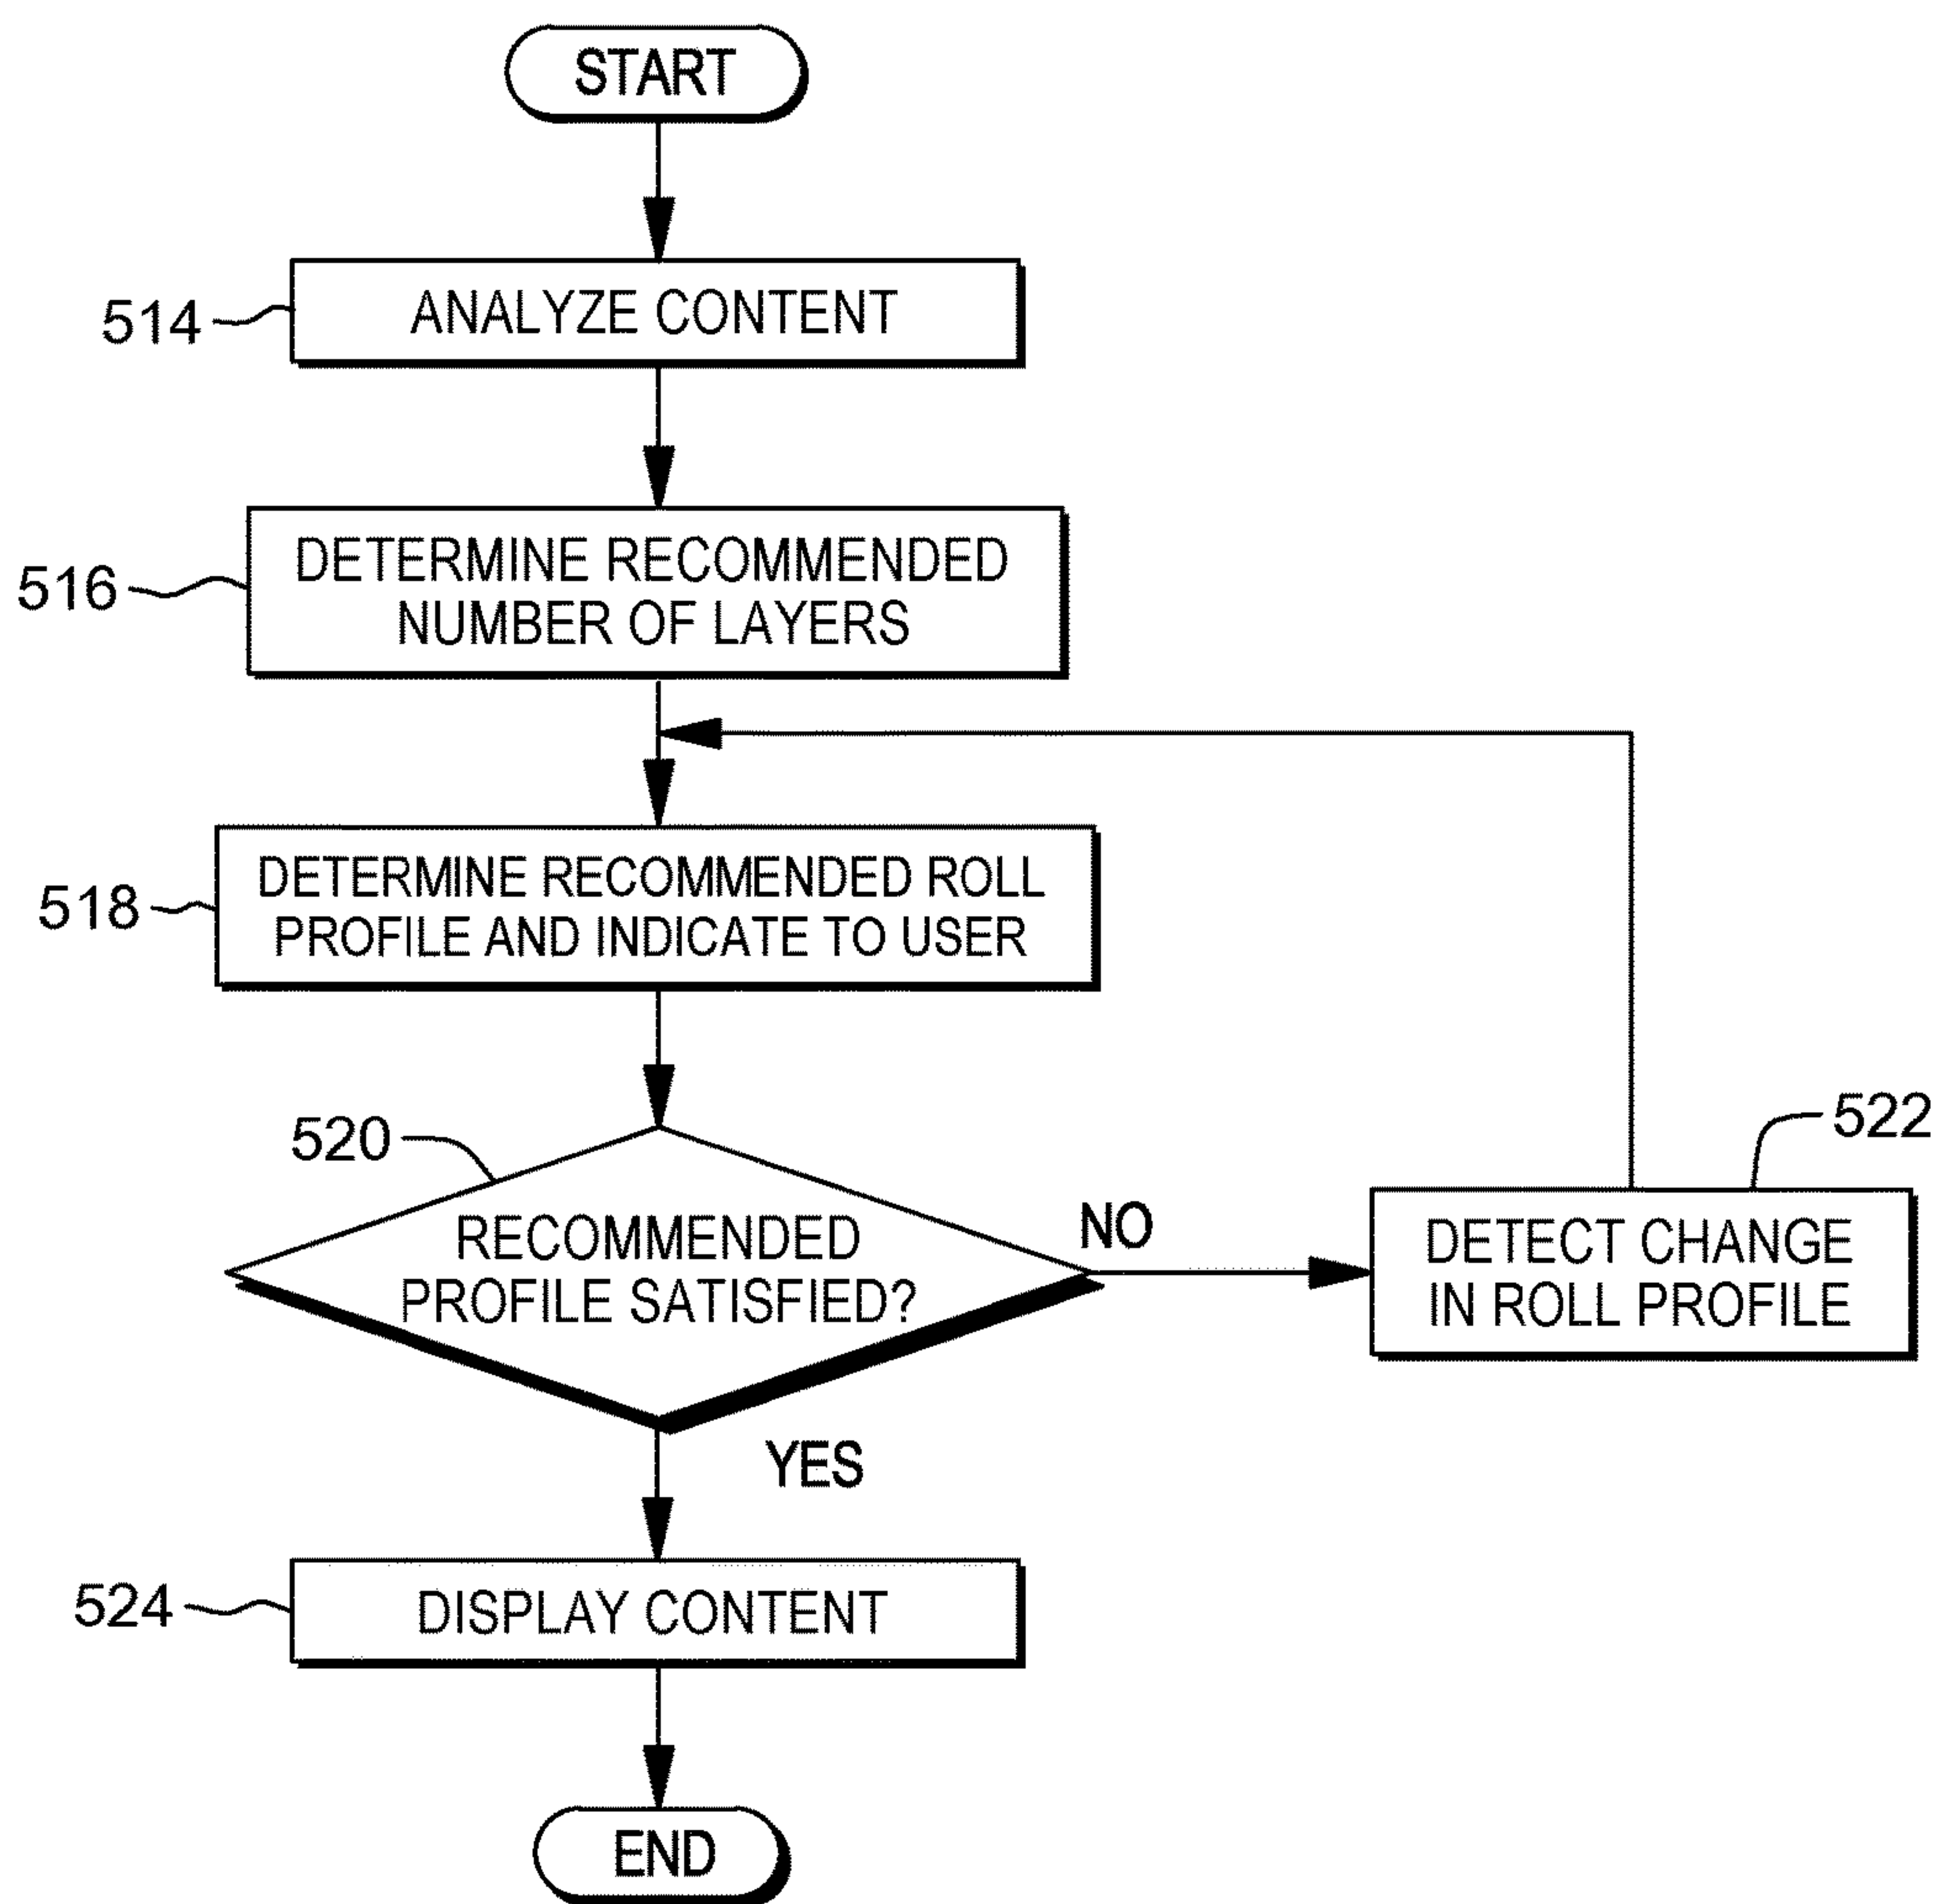 START
514
ANALYZE CONTENT
516
DETERMINE RECOMMENDED
NUMBER OF LAYERS
518
DETERMINE RECOMMENDED ROLL
PROFILE AND INDICATE TO USER
520
RECOMMENDED
PROFILE SATISFIED?
NO
522
DETECT CHANGE
IN ROLL PROFILE
YES
524
DISPLAY CONTENT
END